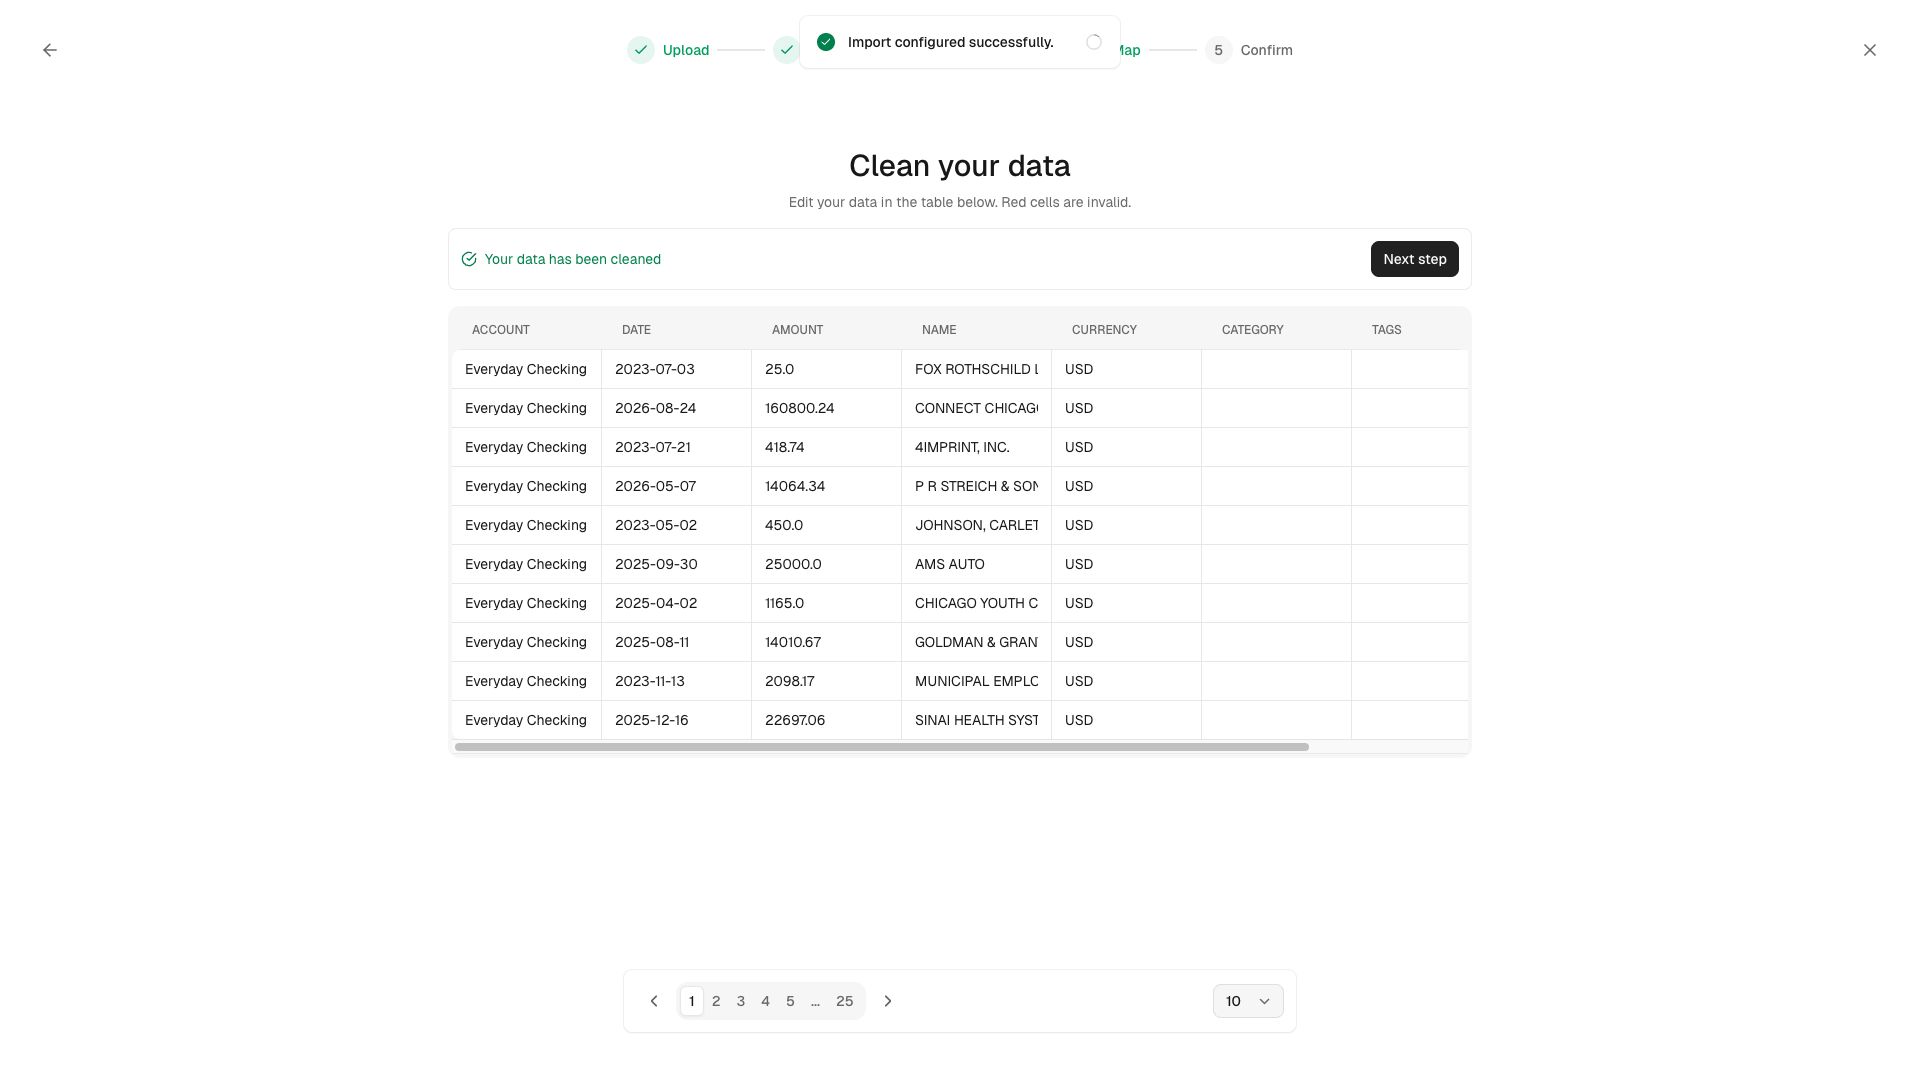 Upload
Import configured successfully.
Map
5 Confirm
Clean your data
Edit your data in the table below. Red cells are invalid.
Your data has been cleaned
Next step
ACCOUNT DATE AMOUNT NAME CURRENCY CATEGORY TAGS
Everyday Checking 2023-07-03 25.0 FOX ROTHSCHILD USD
Everyday Checking 2026-08-24 160800.24 CONNECT CHICAG USD
Everyday Checking 2023-07-21 418.74 4IMPRINT, INC. USD
Everyday Checking 2026-05-07 14064.34 P R STREICH & SON USD
Everyday Checking 2023-05-02 450.0 JOHNSON, CARLET USD
Everyday Checking 2025-09-30 25000.0 AMS AUTO USD
Everyday Checking 2025-04-02 1165.0 CHICAGO YOUTH C USD
Everyday Checking 2025-08-11 14010.67 GOLDMAN & GRAN USD
Everyday Checking 2023-11-13 2098.17 MUNICIPAL EMPLO USD
Everyday Checking 2025-12-16 22697.06 SINAI HEALTH SYST USD
1 2 3 4 5 ... 25
10